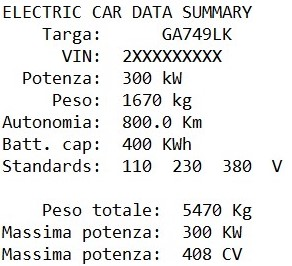 ELECTRIC CAR DATA SUMMARY
Targa: GA749LK
VIN: 2XXXXXXXXX
Potenza: 300 kW
Peso: 1670 kg
Autonomia: 800.0 Km
Batt. cap: 400 KWh
Standards: 110 230 380 V
Peso totale: 5470 Kg
Massima potenza: 300 KW
Massima potenza: 408 CV